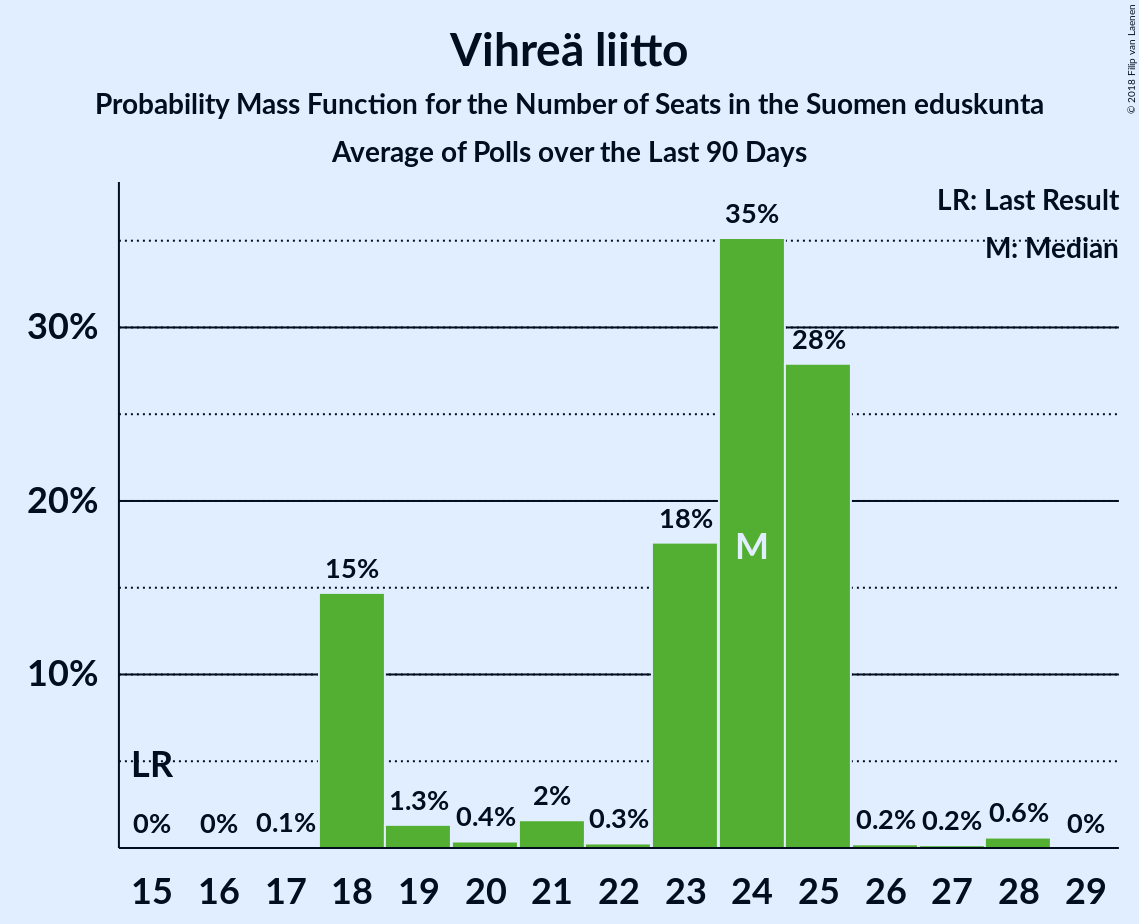 Vihreä liitto
Probability Mass Function for the Number of Seats in the Suomen eduskunta
Average of Polls over the Last 90 Days
© 2018 Filip van Laenen
LR: Last Result
M: Median
35%
30%
28%
20%
18%
M
15%
10%
LR
0% 0% 0.1% 1.3% 0.4% 2% 0.3% 0.2% 0.2% 0.6% 0%
15 16 17 18 19 20 21 22 23 24 25 26 27 28 29